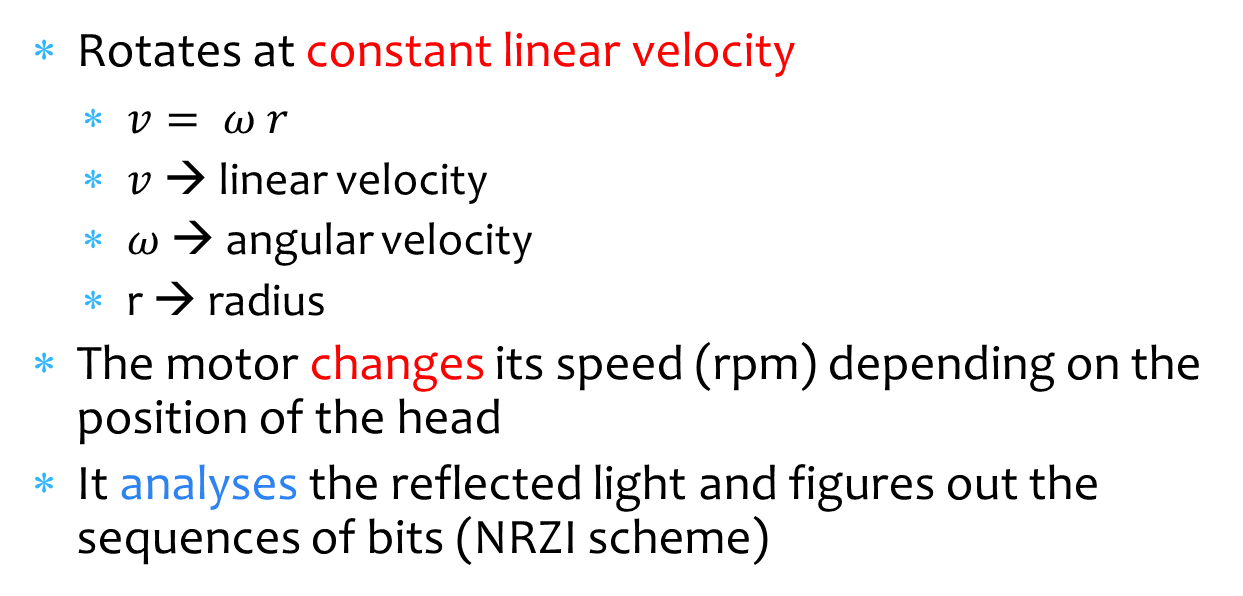 * Rotates at constant linear velocity
* 𝑣 = 𝜔 𝑟
* 𝑣 → linear velocity
* 𝜔 → angular velocity
* r → radius
* The motor changes its speed (rpm) depending on the
position of the head
* It analyses the reflected light and figures out the
sequences of bits (NRZI scheme)